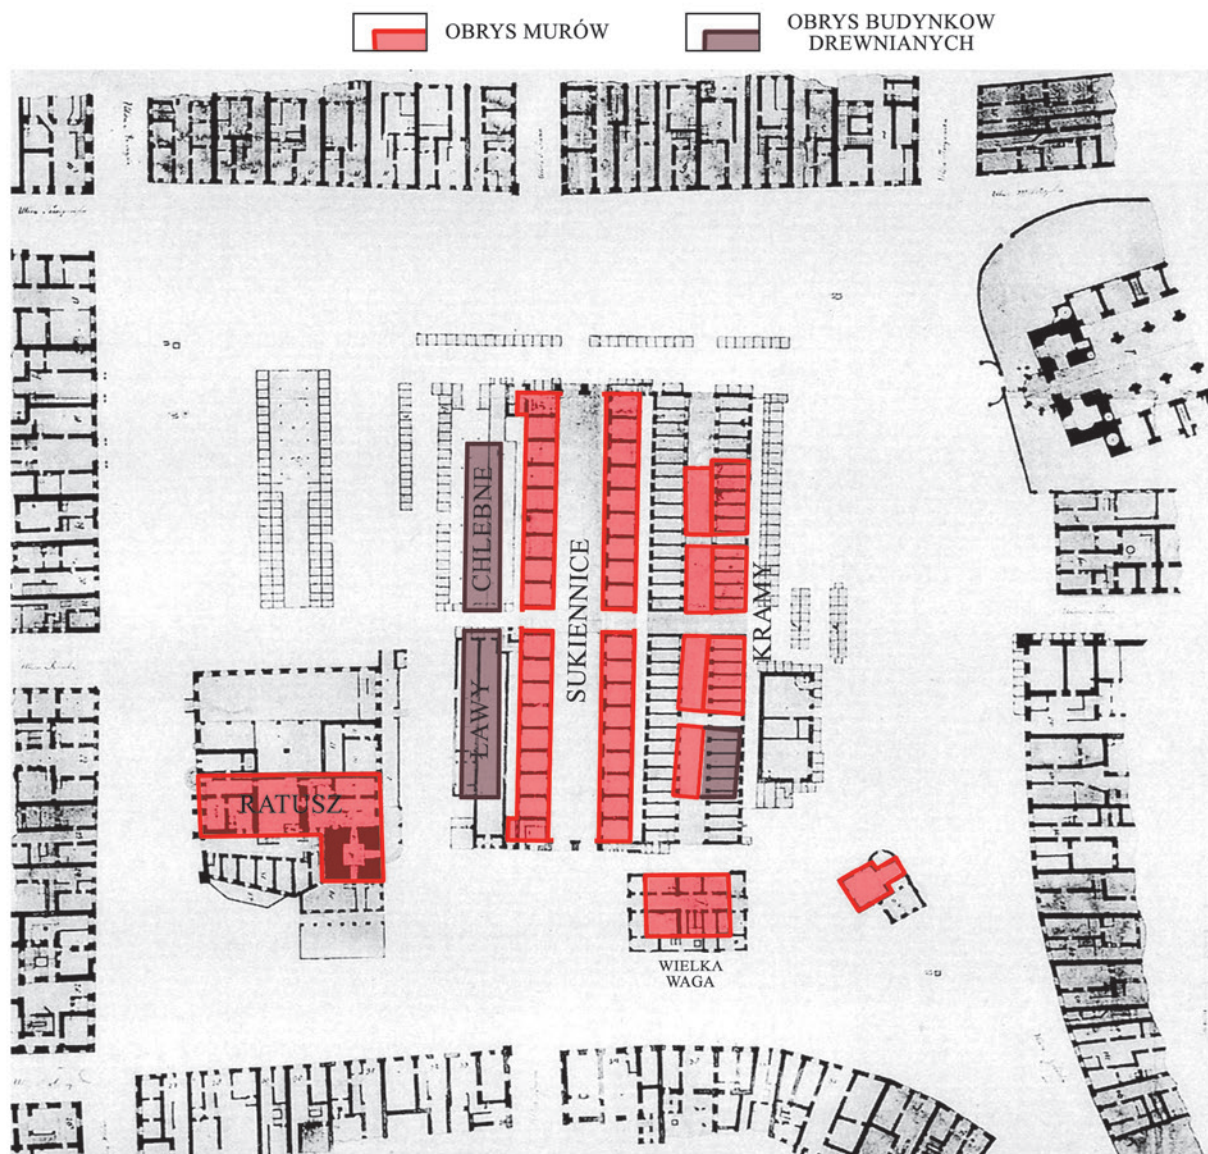 OBRYS MURÓW
OBRYS BUDYNKOW
DREWNIANYCH
CHLEBNE
ŁAWY
SUKIENNICE
KRAMY
RATUSZ
WIELKA
WAGA